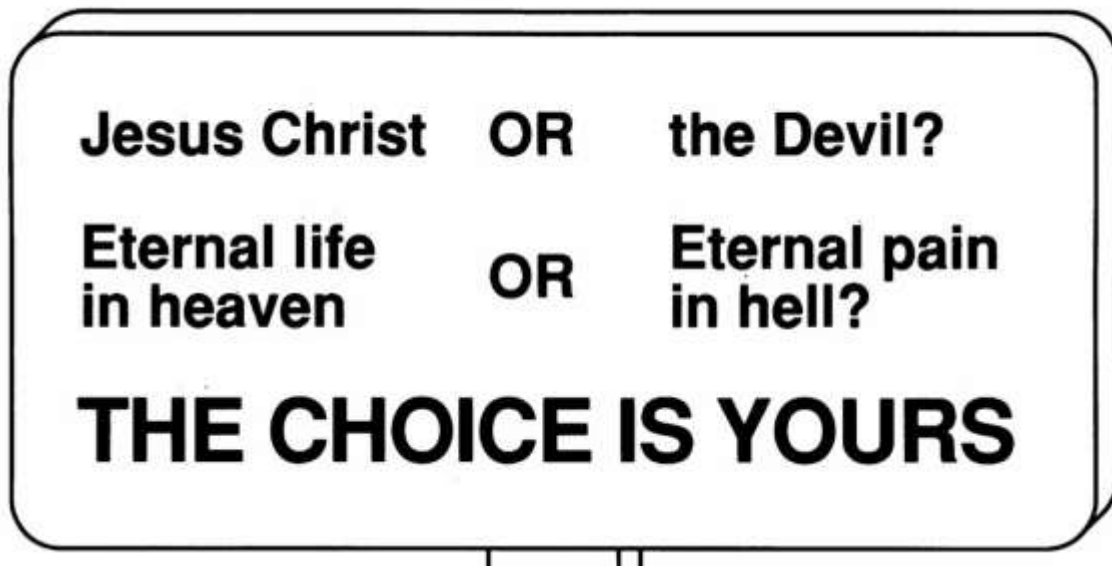 Jesus Christ OR the Devil?
Eternal life OR Eternal pain
in heaven in hell?
THE CHOICE IS YOURS